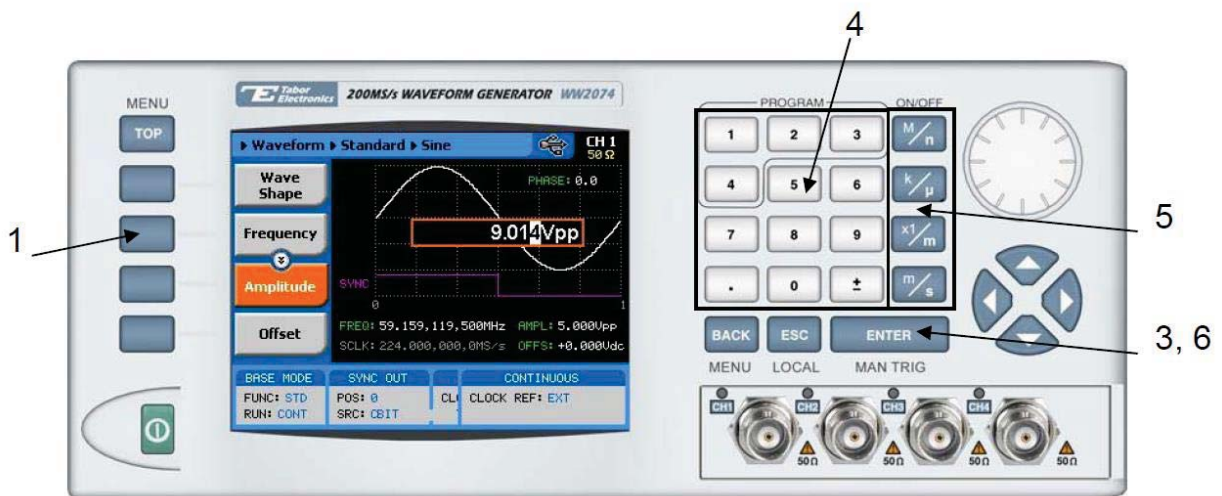 4
MENU
TOP
Tabor Electronics 200MS/s WAVEFORM GENERATOR WW2074
PROGRAM
ON/OFF
Waveform Standard Sine
CH 1
50 Ω
Wave
Shape
PHASE: 0.0
Frequency
9.014Vpp
Amplitude
SYNC
0
1
Offset
FREQ: 59.159,119,500MHz AMPL: 5.000Vpp
SCLK: 224.000,000,0MS/s OFFS: +0.000Vdc
BASE MODE SYNC OUT CONTINUOUS
FUNC: STD POS: 0 CL CLOCK REF: EXT
RUN: CONT SRC: CBIT
1 2 3 M/n
4 5 6 k/µ
7 8 9 x1/m
. 0 ± m/s
BACK ESC ENTER
MENU LOCAL MAN TRIG
CH1 CH2 CH3 CH4
50Ω 50Ω 50Ω 50Ω
1
5
3, 6